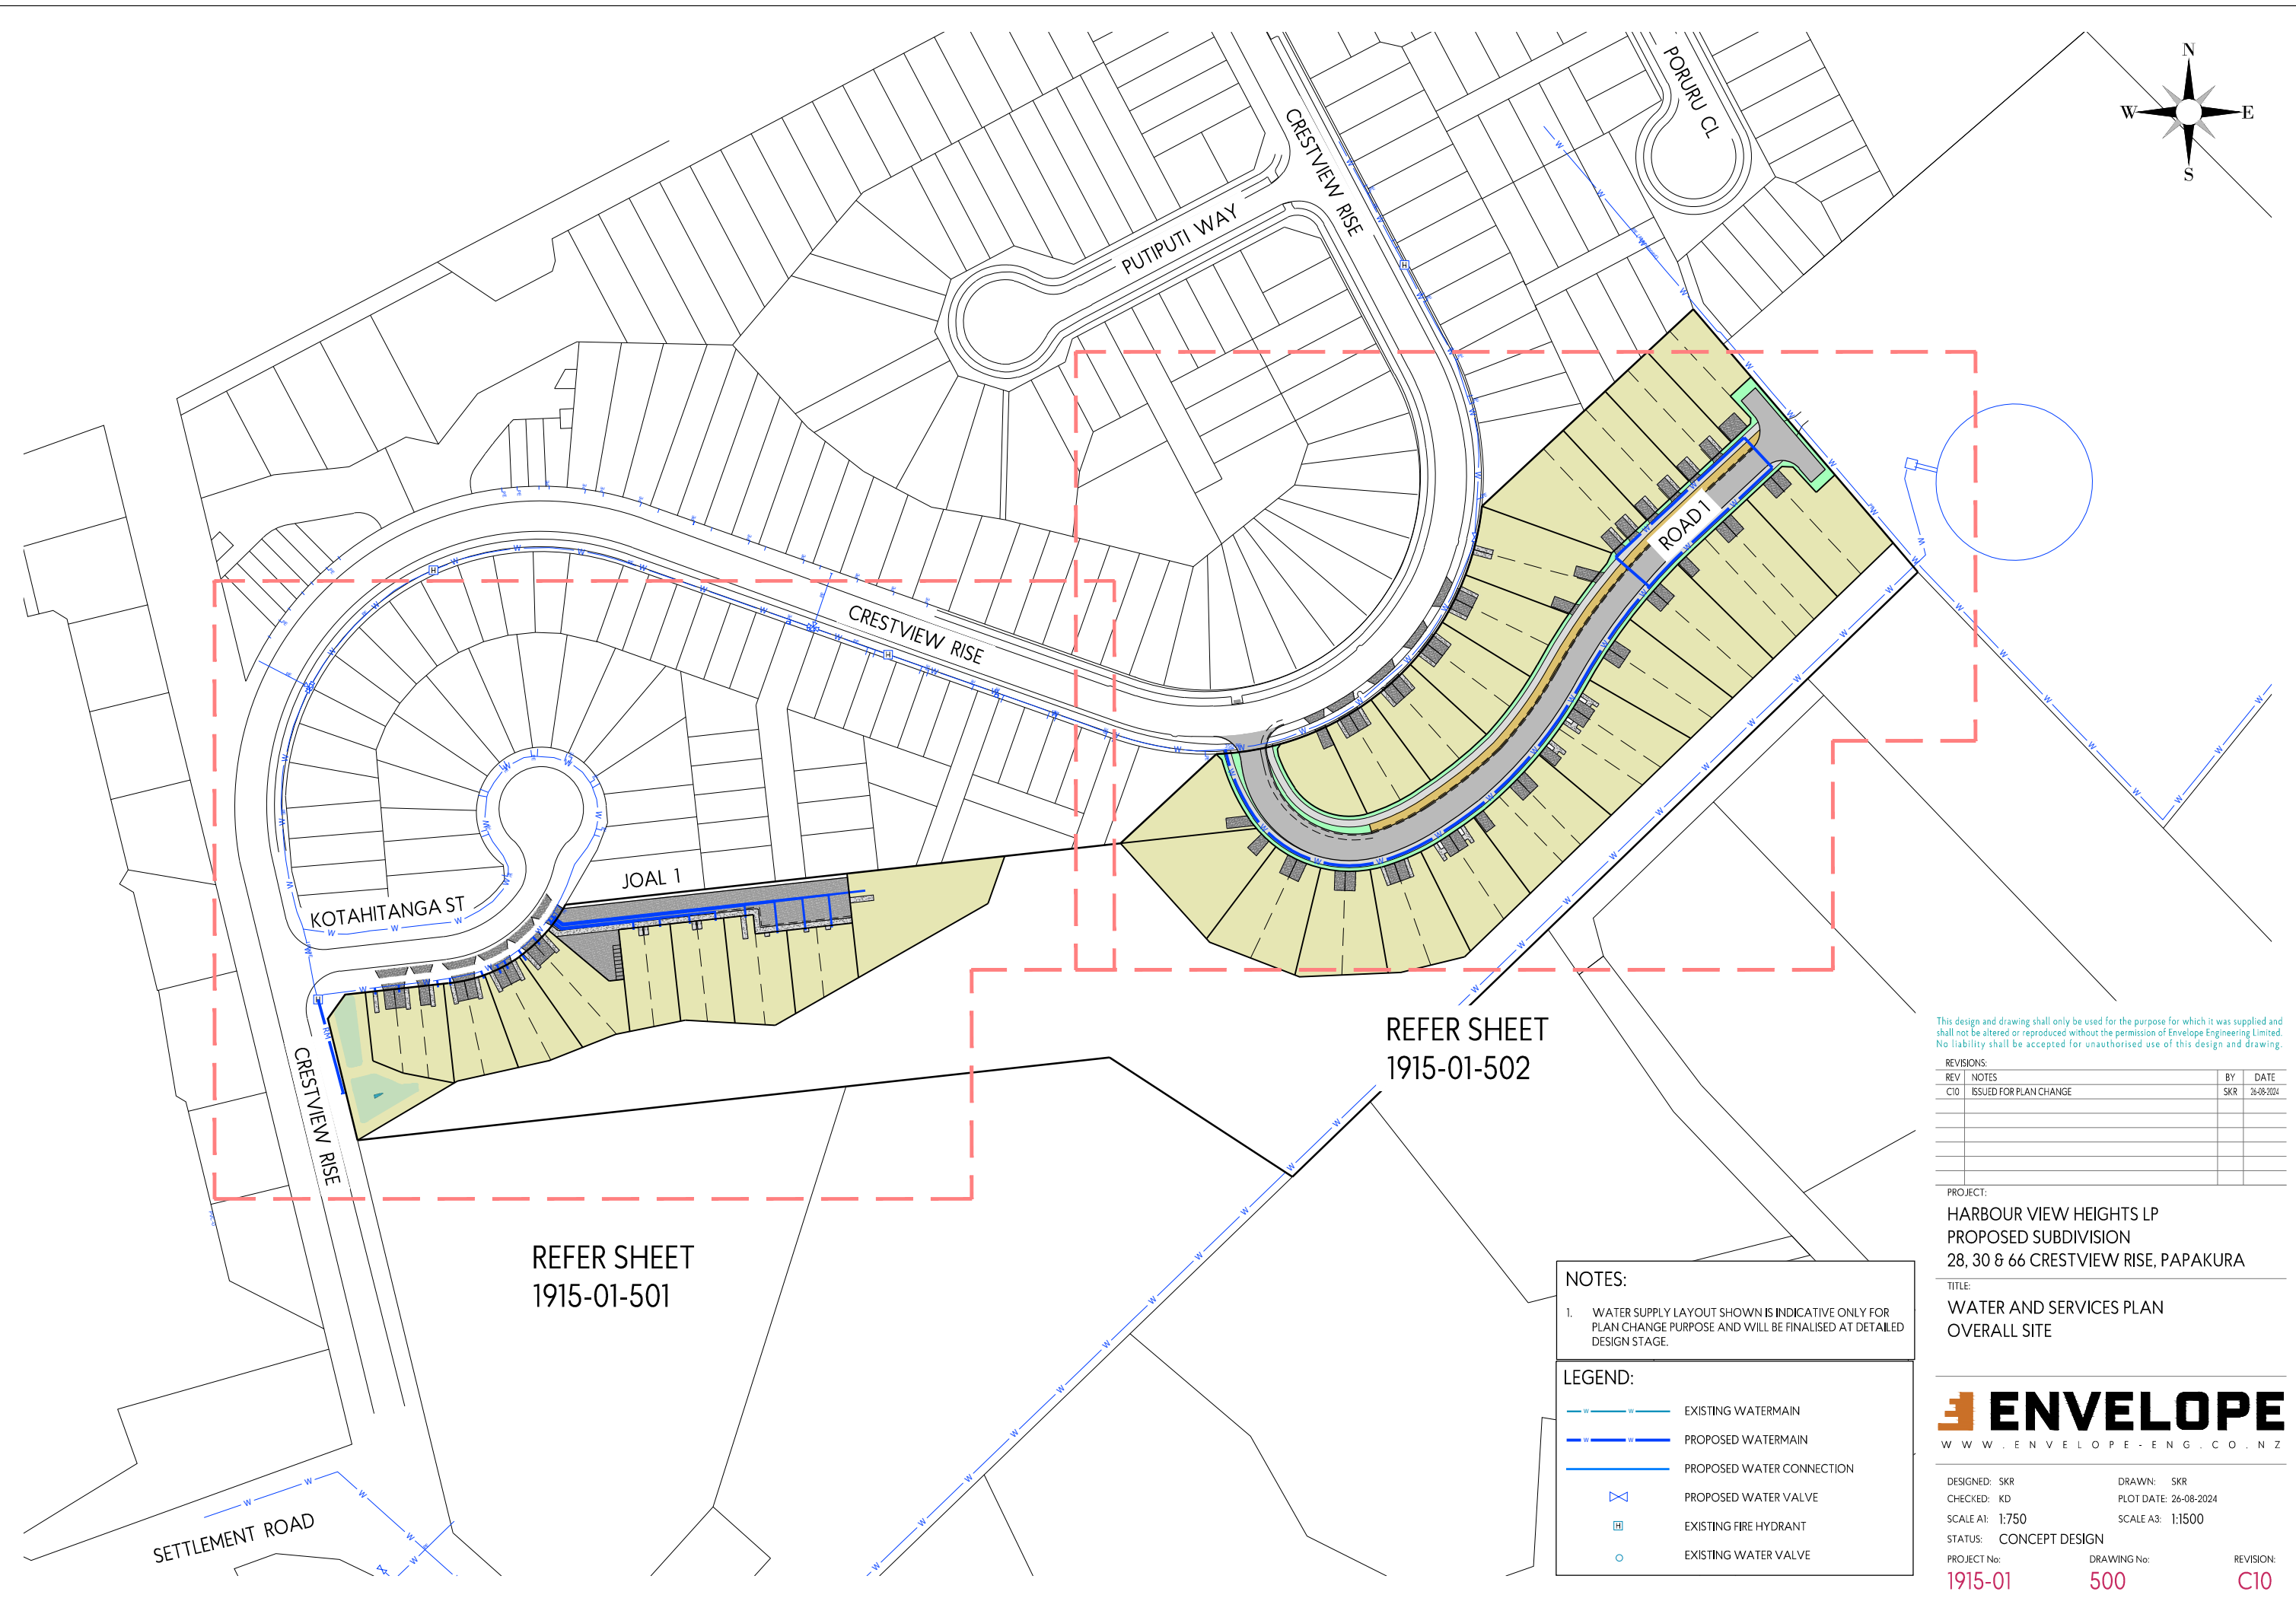 N
W
E
S
PORURU CL
CRESTVIEW RISE
PUTIPUTI WAY
ROAD 1
CRESTVIEW RISE
JOAL 1
KOTAHITANGA ST
CRESTVIEW RISE
SETTLEMENT ROAD
REFER SHEET
1915-01-502
REFER SHEET
1915-01-501
NOTES:
1. WATER SUPPLY LAYOUT SHOWN IS INDICATIVE ONLY FOR
PLAN CHANGE PURPOSE AND WILL BE FINALISED AT DETAILED
DESIGN STAGE.
LEGEND:
EXISTING WATERMAIN
PROPOSED WATERMAIN
PROPOSED WATER CONNECTION
PROPOSED WATER VALVE
H EXISTING FIRE HYDRANT
EXISTING WATER VALVE
This design and drawing shall only be used for the purpose for which it was supplied and
shall not be altered or reproduced without the permission of Envelope Engineering Limited.
No liability shall be accepted for unauthorised use of this design and drawing.
REVISIONS:
REV NOTES BY DATE
C10 ISSUED FOR PLAN CHANGE SKR 26-08-2024
PROJECT:
HARBOUR VIEW HEIGHTS LP
PROPOSED SUBDIVISION
28, 30 & 66 CRESTVIEW RISE, PAPAKURA
TITLE:
WATER AND SERVICES PLAN
OVERALL SITE
ENVELOPE
WWW.ENVELOPE-ENG.CO.NZ
DESIGNED: SKR DRAWN: SKR
CHECKED: KD PLOT DATE: 26-08-2024
SCALE A1: 1:750 SCALE A3: 1:1500
STATUS: CONCEPT DESIGN
PROJECT No: DRAWING No: REVISION:
1915-01 500 C10